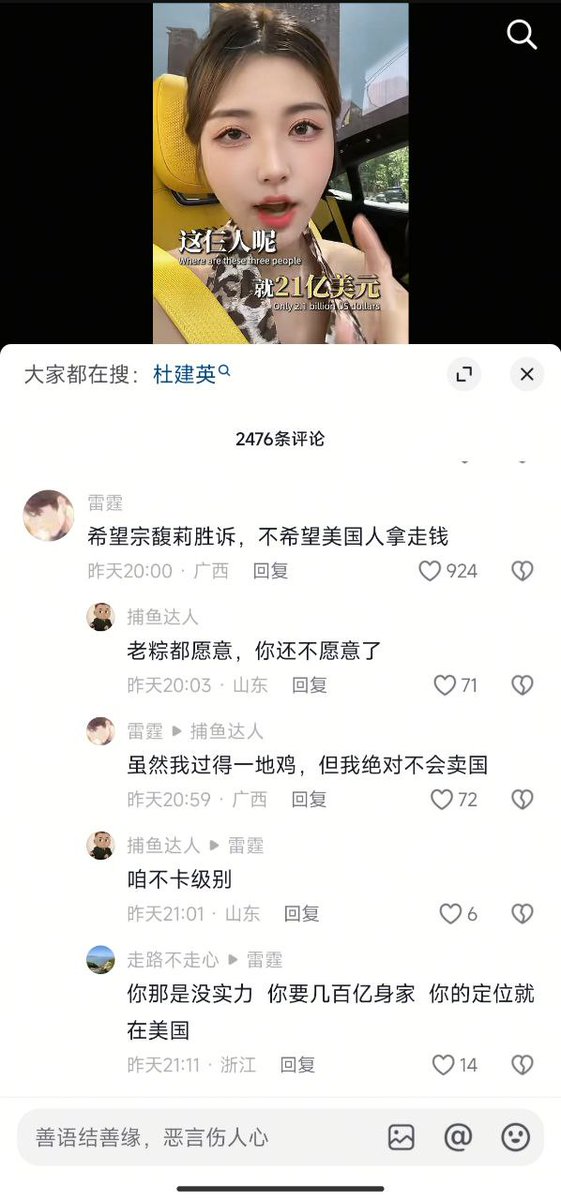 这仨人呢
Where are these three people
就21亿美元
Only 2.1 billion US dollars
大家都在搜：杜建英
2476条评论
雷霆
希望宗馥莉胜诉，不希望美国人拿走钱
昨天20:00 · 广西 回复 924
捕鱼达人
老粽都愿意，你还不愿意了
昨天20:03 · 山东 回复 71
雷霆 ▶ 捕鱼达人
虽然我过得一地鸡，但我绝对不会卖国
昨天20:59 · 广西 回复 72
捕鱼达人 ▶ 雷霆
咱不卡级别
昨天21:01 · 山东 回复 6
走路不走心 ▶ 雷霆
你那是没实力 你要几百亿身家 你的定位就
在美国
昨天21:11 · 浙江 回复 14
善语结善缘，恶言伤人心